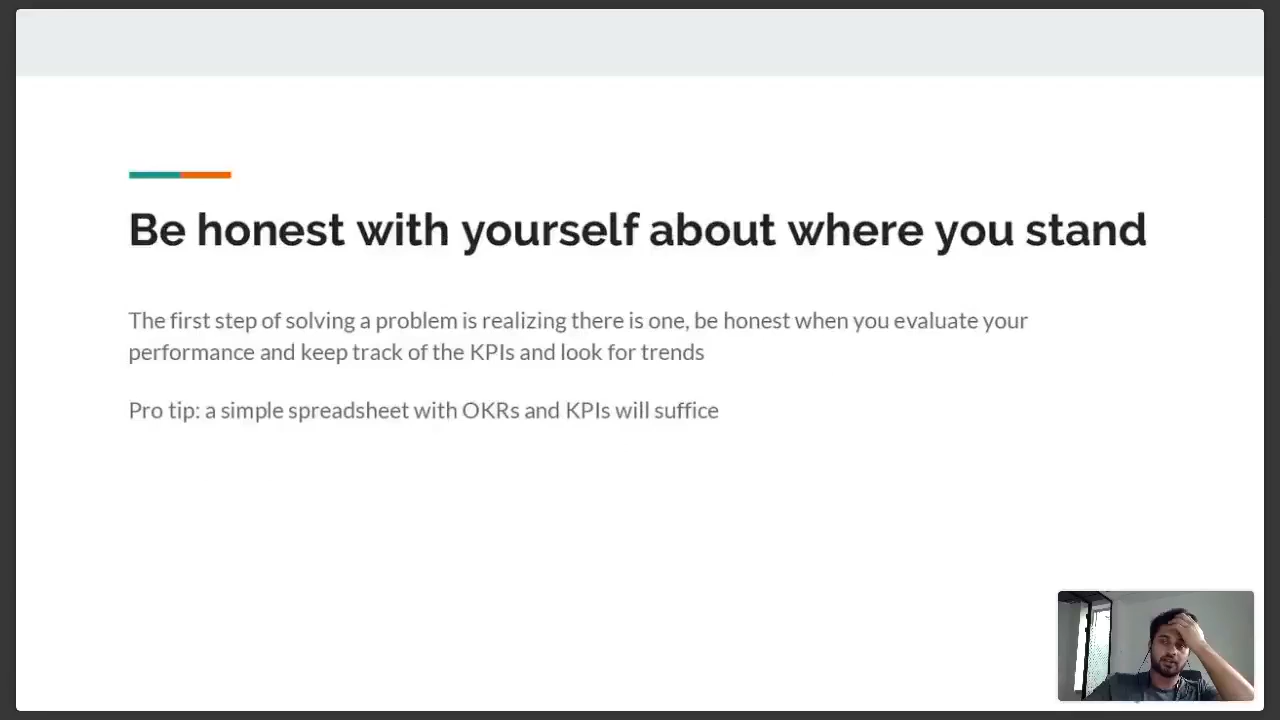 Be honest with yourself about where you stand
The first step of solving a problem is realizing there is one, be honest when you evaluate your
performance and keep track of the KPIs and look for trends
Pro tip: a simple spreadsheet with OKRs and KPIs will suffice